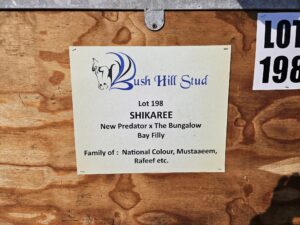 Bush Hill Stud
Lot 198
SHIKAREE
New Predator x The Bungalow
Bay Filly
Family of : National Colour, Mustaaeem,
Rafeef etc.
LOT
198